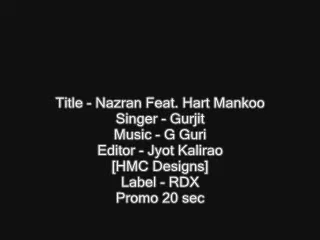 Title - Nazran Feat. Hart Mankoo
Singer - Gurjit
Music - G Guri
Editor - Jyot Kalirao
[HMC Designs]
Label - RDX
Promo 20 sec